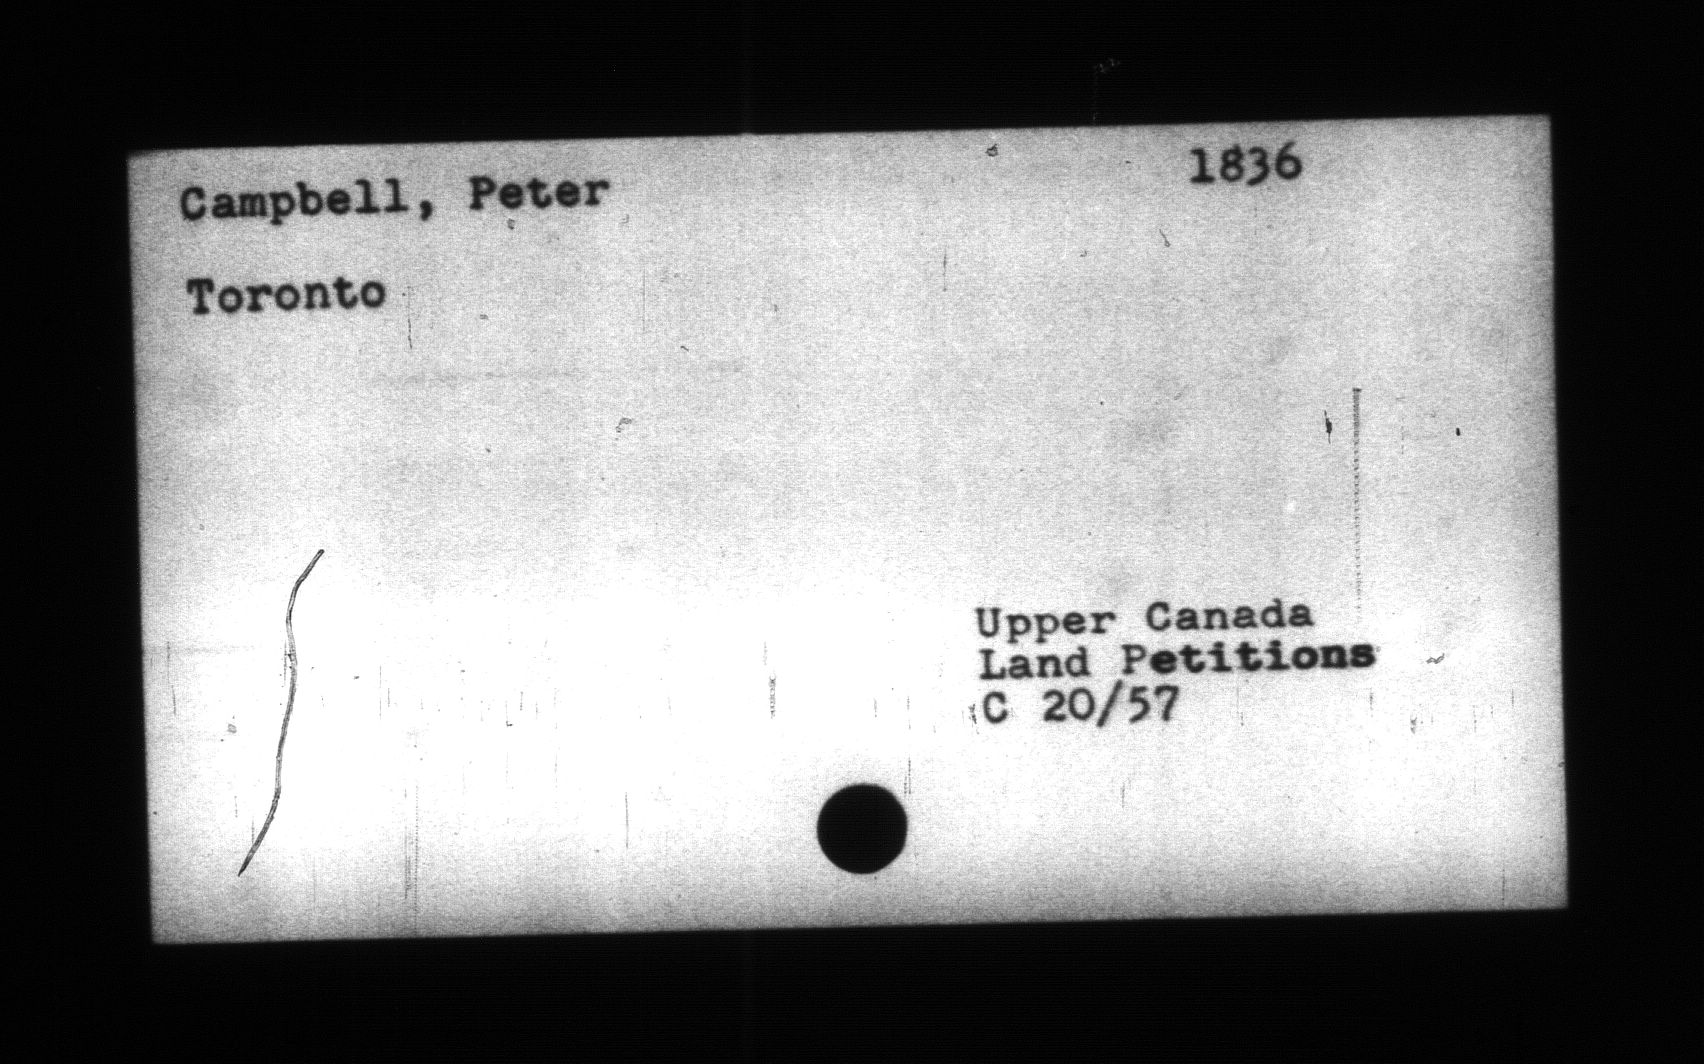 Campbell, Peter 1836
Toronto
Upper Canada
Land Petitions
C 20/57